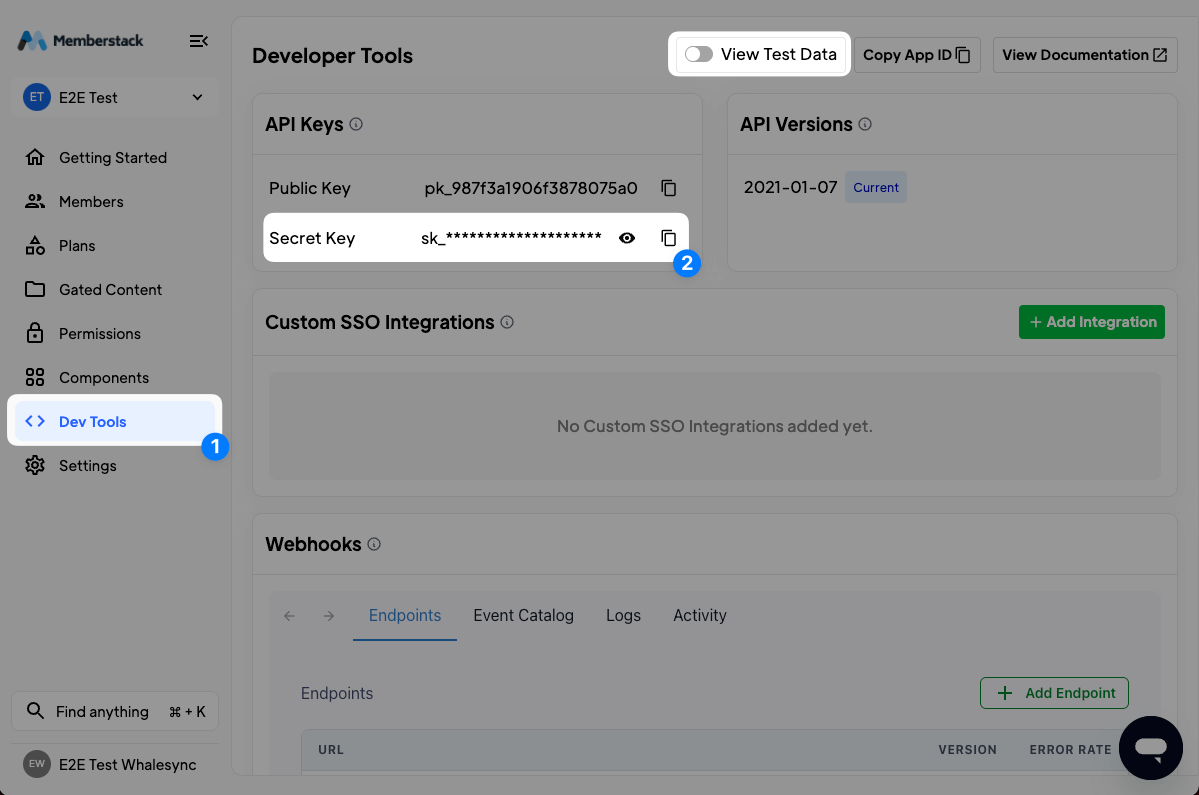 Memberstack
ET E2E Test
Getting Started
Members
Plans
Gated Content
Permissions
Components
Dev Tools
1
Settings
Find anything ⌘ + K
EW E2E Test Whalesync
Developer Tools
View Test Data
Copy App ID
View Documentation
API Keys
Public Key pk_987f3a1906f3878075a0
Secret Key sk_********************
2
API Versions
2021-01-07 Current
Custom SSO Integrations
+ Add Integration
No Custom SSO Integrations added yet.
Webhooks
← → Endpoints Event Catalog Logs Activity
Endpoints
+ Add Endpoint
URL VERSION ERROR RATE